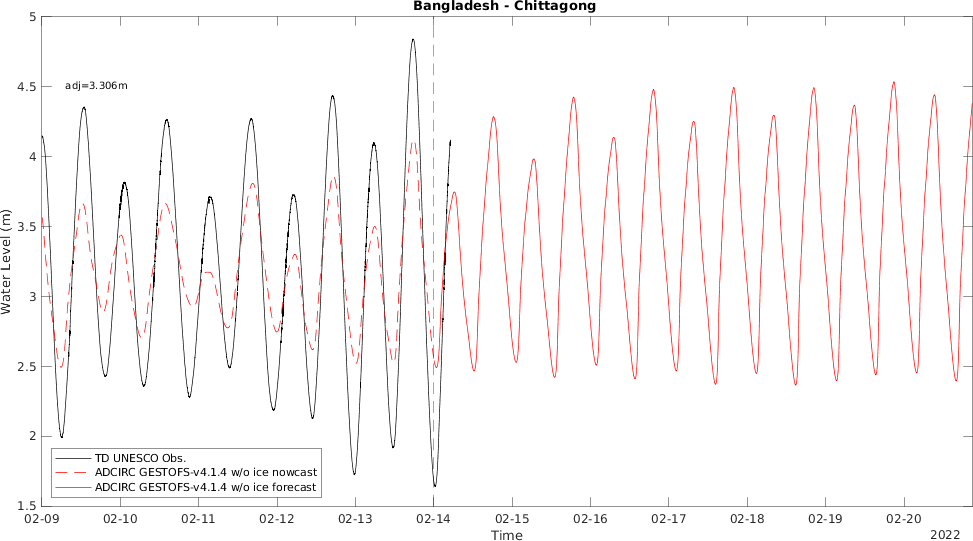 Bangladesh - Chittagong
5
4.5
4
3.5
3
2.5
2
1.5
Water Level (m)
adj=3.306m
TD UNESCO Obs.
ADCIRC GESTOFS-v4.1.4 w/o ice nowcast
ADCIRC GESTOFS-v4.1.4 w/o ice forecast
02-09 02-10 02-11 02-12 02-13 02-14 02-15 02-16 02-17 02-18 02-19 02-20
Time
2022